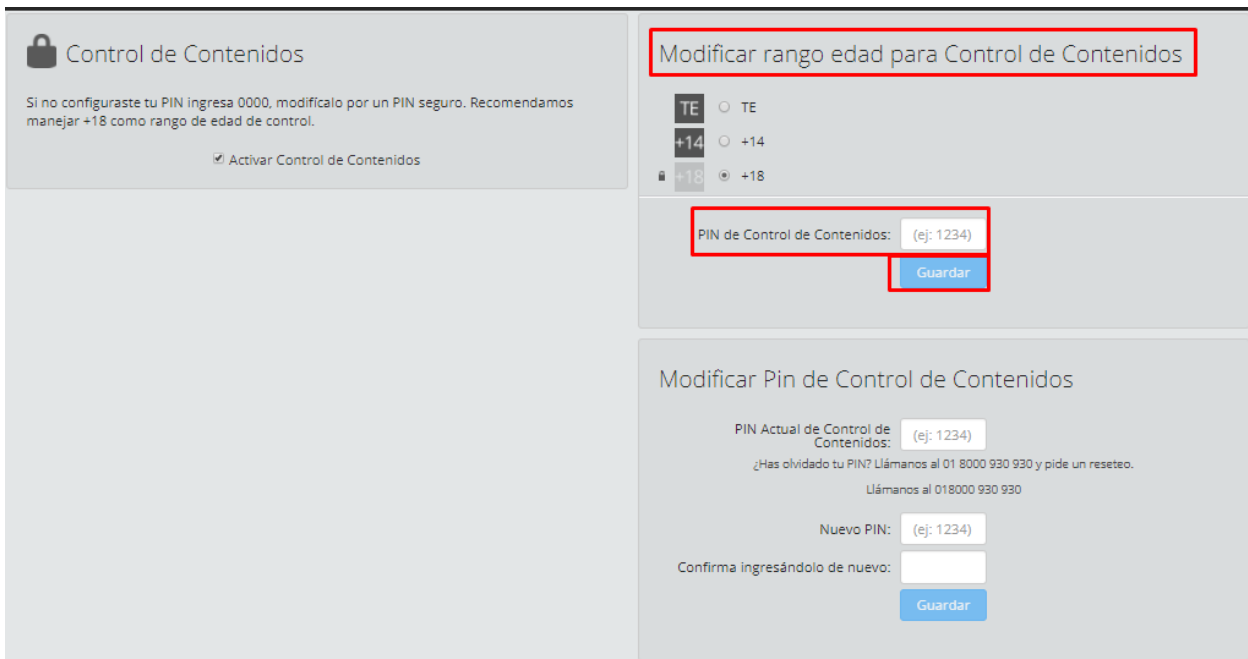 Control de Contenidos
Si no configuraste tu PIN ingresa 0000, modifícalo por un PIN seguro. Recomendamos
manejar +18 como rango de edad de control.
Activar Control de Contenidos
Modificar rango edad para Control de Contenidos
TE TE
+14 +14
+18 +18
PIN de Control de Contenidos: (ej: 1234)
Guardar
Modificar Pin de Control de Contenidos
PIN Actual de Control de
Contenidos: (ej: 1234)
¿Has olvidado tu PIN? Llámanos al 01 8000 930 930 y pide un reseteo.
Llámanos al 018000 930 930
Nuevo PIN: (ej: 1234)
Confirma ingresándolo de nuevo:
Guardar